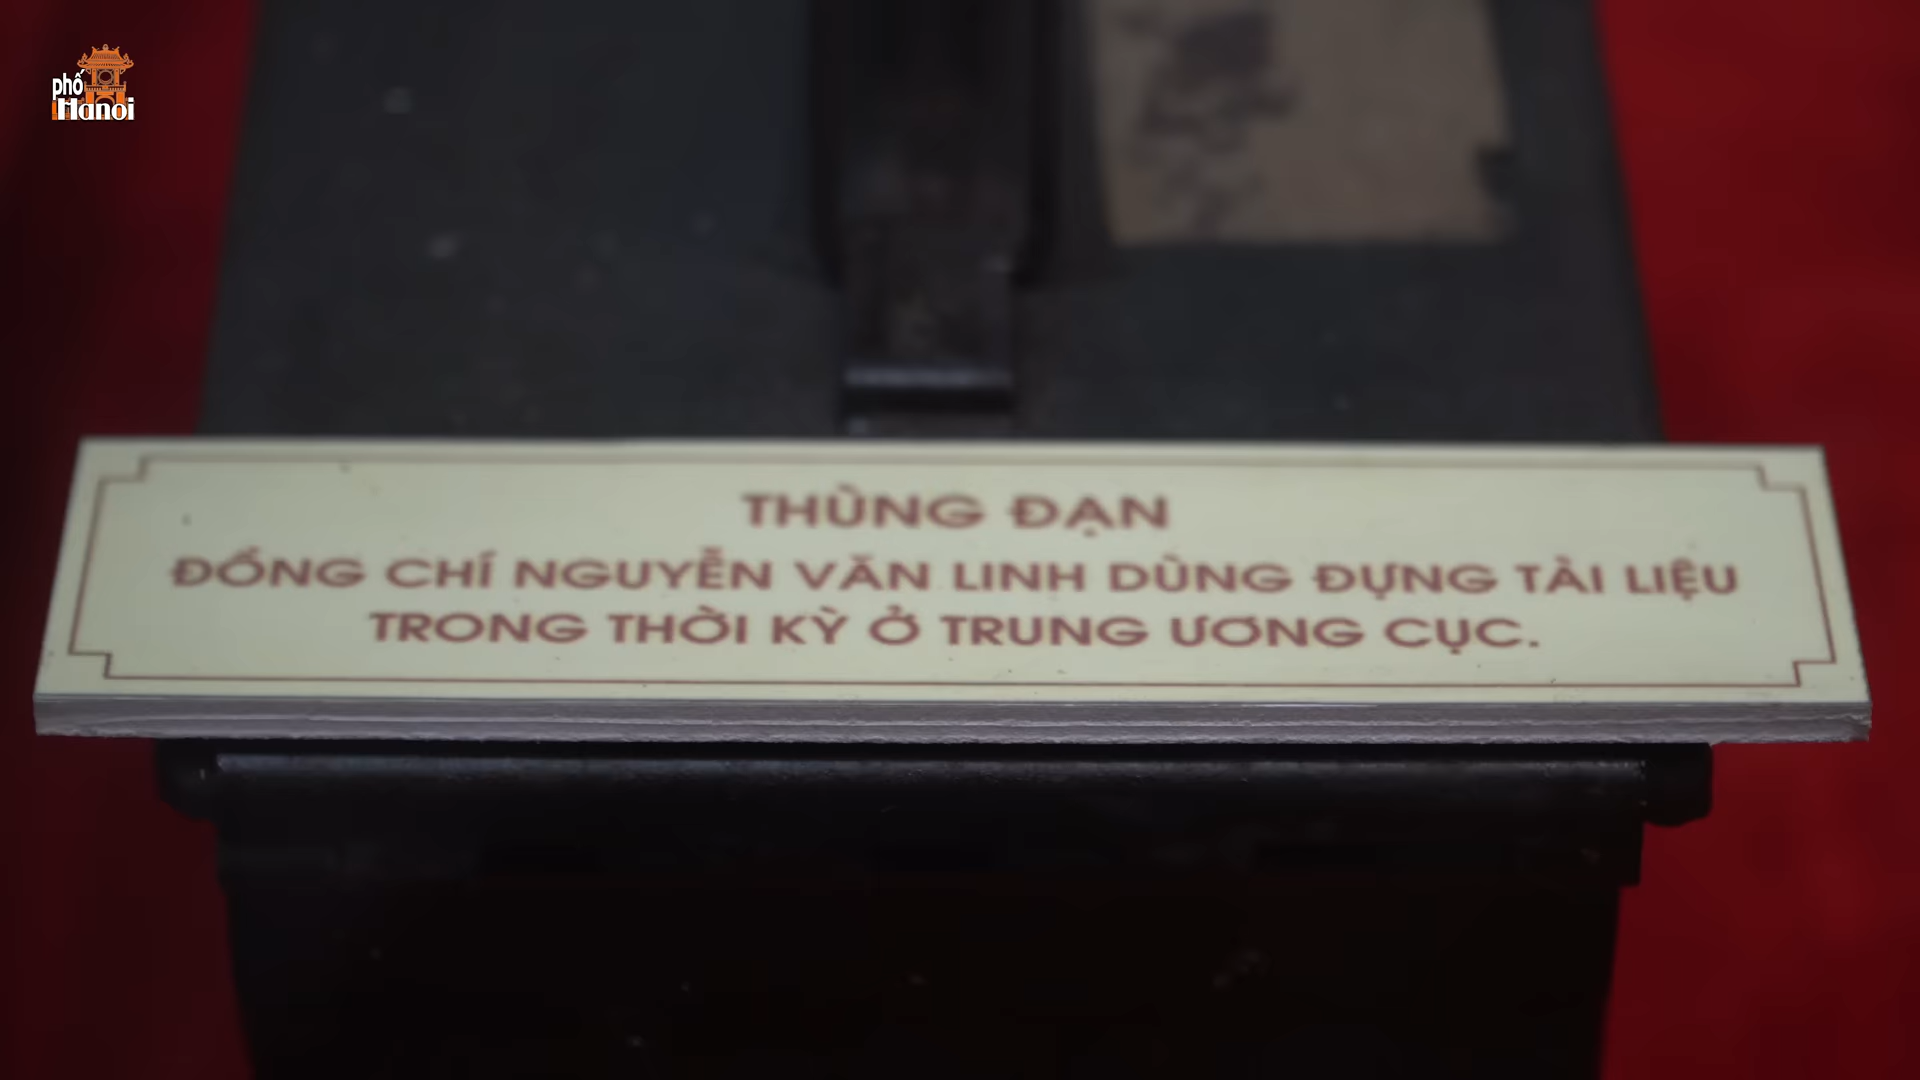 phố
Hanoi
THÙNG ĐẠN
ĐỒNG CHÍ NGUYỄN VĂN LINH DÙNG ĐỰNG TÀI LIỆU
TRONG THỜI KỲ Ở TRUNG ƯƠNG CỤC.